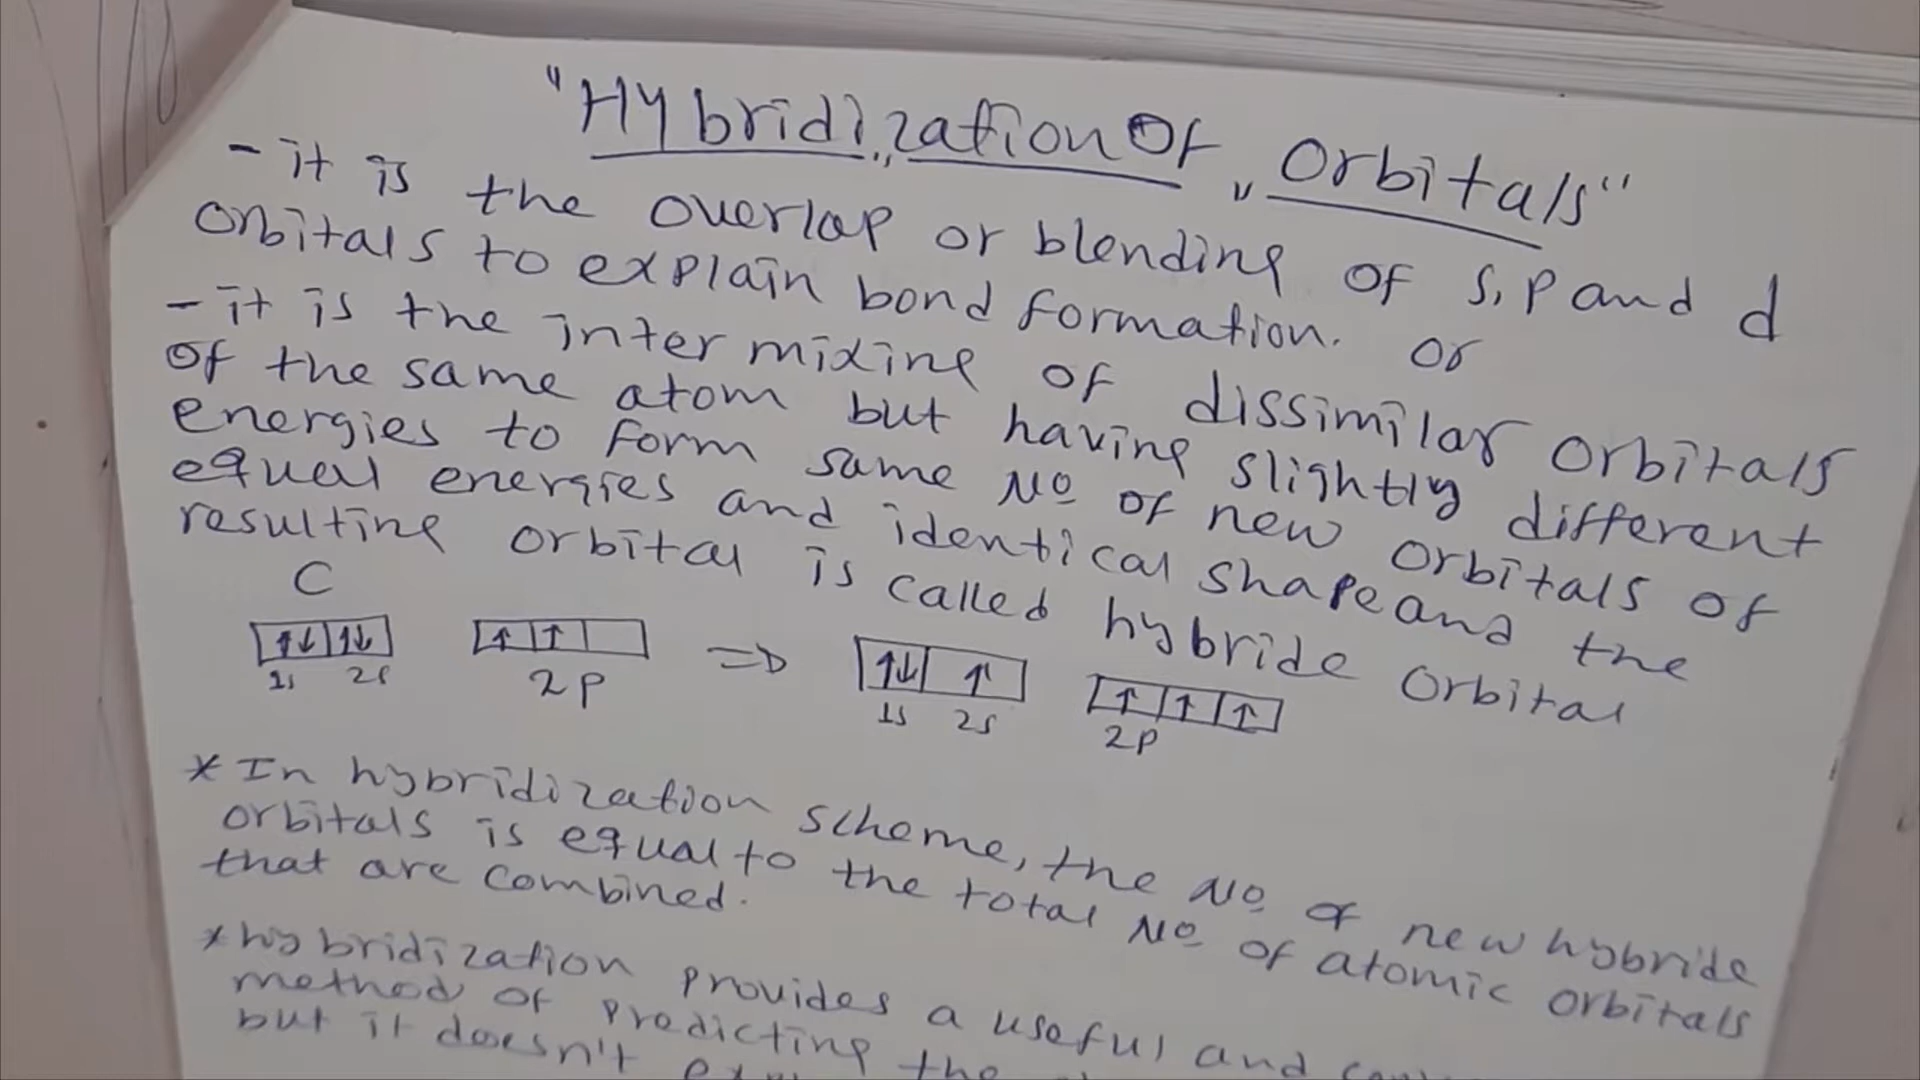 "Hybridization Of Orbitals"
- it is the overlap or blending of s, p and d
orbitals to explain bond formation. or
- it is the inter mixing of dissimilar orbitals
of the same atom but having slightly different
energies to form same No of new orbitals of
equal energies and identical shape and the
resulting orbital is called hybride orbital
C
↑↓ ↑↓ ↑ ↑ => ↑↓ ↑ ↑ ↑ ↑
1s 2s 2p 1s 2s 2p
* In hybridization scheme, the No of new hybride
orbitals is equal to the total No of atomic orbitals
that are combined.
* hybridization provides a useful and
method of predicting the
but it doesn't